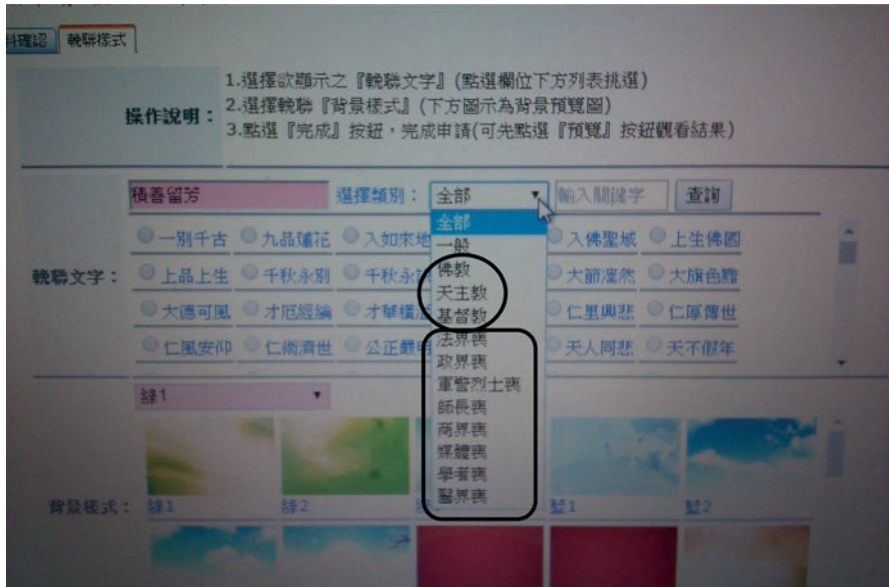 料確認 輓聯樣式
操作說明：
1.選擇欲顯示之『輓聯文字』(點選欄位下方列表挑選)
2.選擇輓聯『背景樣式』(下方圖示為背景預覽圖)
3.點選『完成』按鈕，完成申請(可先點選『預覽』按鈕觀看結果)
積善留芳 選擇類別： 全部 輸入關鍵字 查詢
全部
一般
佛教
天主教
基督教
法界喪
政界喪
軍警烈士喪
師長喪
商界喪
媒體喪
學者喪
醫界喪
輓聯文字：
一別千古 九品蓮花 入如來地 入佛聖域 上生佛國
上品上生 千秋永別 千秋永 大節凜然 大旗色黯
大德可風 才厄經綸 才華橫 仁里興悲 仁厚傳世
仁風安仰 仁術濟世 公正嚴明 天人同悲 天不假年
綠1
背景樣式：
綠1 綠2 藍1 藍2